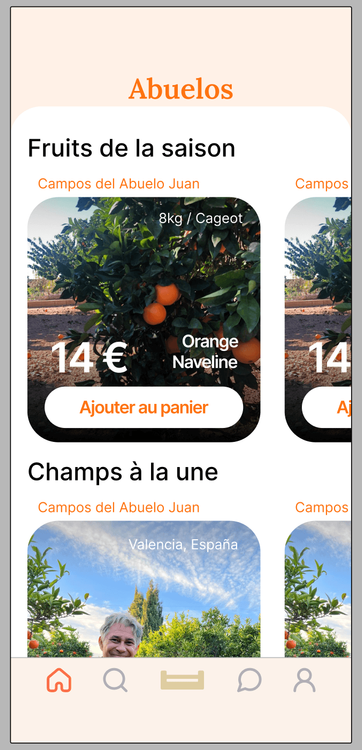 Abuelos
Fruits de la saison
Campos del Abuelo Juan
Campos
8kg / Cageot
14 €
Orange
Naveline
14
Ajouter au panier
Aj
Champs à la une
Campos del Abuelo Juan
Campos
Valencia, España